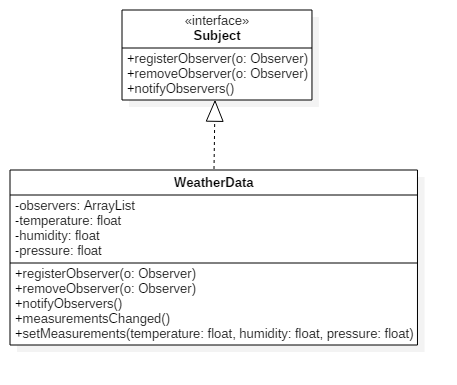 «interface»
Subject
+registerObserver(o: Observer)
+removeObserver(o: Observer)
+notifyObservers()
WeatherData
-observers: ArrayList
-temperature: float
-humidity: float
-pressure: float
+registerObserver(o: Observer)
+removeObserver(o: Observer)
+notifyObservers()
+measurementsChanged()
+setMeasurements(temperature: float, humidity: float, pressure: float)